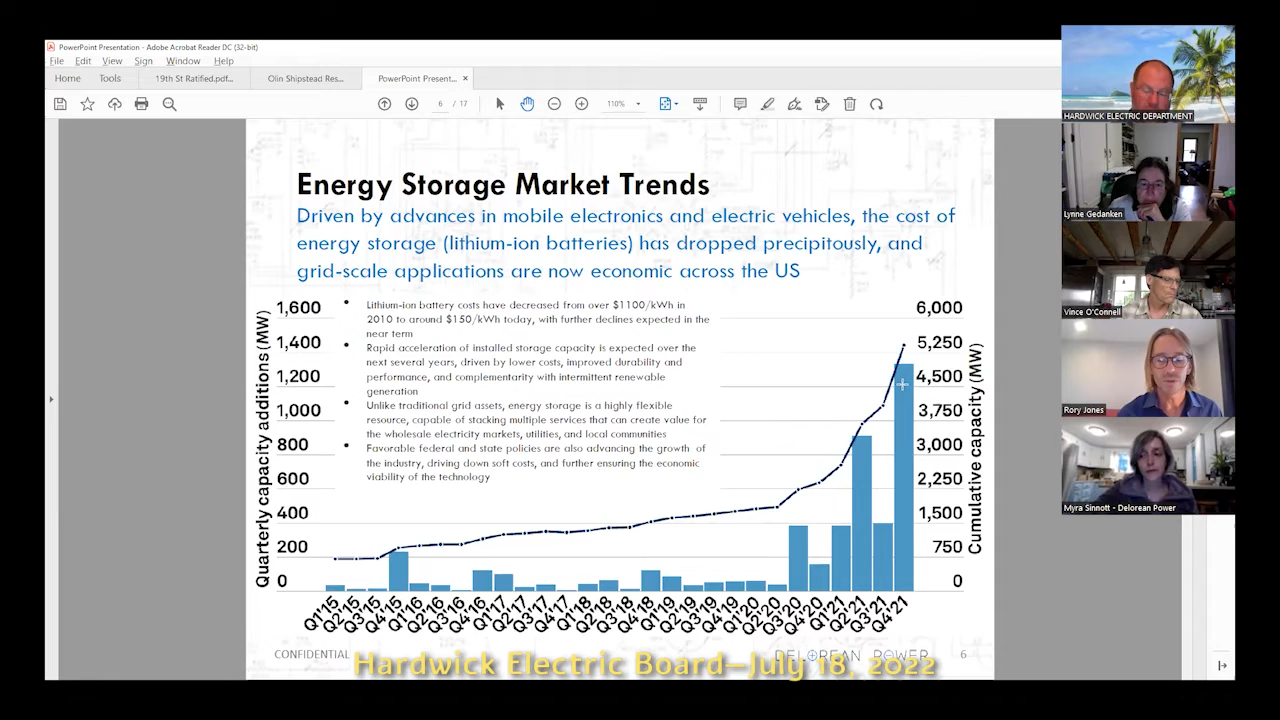 PowerPoint Presentation - Adobe Acrobat Reader DC (32-bit)
File Edit View Sign Window Help
Home Tools 19th St Ratified.pdf... Olin Shipstead Res... PowerPoint Present... ×
6 / 17 110%
Energy Storage Market Trends
Driven by advances in mobile electronics and electric vehicles, the cost of
energy storage (lithium-ion batteries) has dropped precipitously, and
grid-scale applications are now economic across the US
• Lithium-ion battery costs have decreased from over $1100/kWh in
2010 to around $150/kWh today, with further declines expected in the
near term
• Rapid acceleration of installed storage capacity is expected over the
next several years, driven by lower costs, improved durability and
performance, and complementarity with intermittent renewable
generation
• Unlike traditional grid assets, energy storage is a highly flexible
resource, capable of stacking multiple services that can create value for
the wholesale electricity markets, utilities, and local communities
• Favorable federal and state policies are also advancing the growth of
the industry, driving down soft costs, and further ensuring the economic
viability of the technology
Quarterly capacity additions (MW)
1,600
1,400
1,200
1,000
800
600
400
200
0
6,000
5,250
4,500
3,750
3,000
2,250
1,500
750
0
Cumulative capacity (MW)
Q1'15 Q2'15 Q3'15 Q4'15 Q1'16 Q2'16 Q3'16 Q4'16 Q1'17 Q2'17 Q3'17 Q4'17 Q1'18 Q2'18 Q3'18 Q4'18 Q1'19 Q2'19 Q3'19 Q4'19 Q1'20 Q2'20 Q3'20 Q4'20 Q1'21 Q2'21 Q3'21 Q4'21
CONFIDENTIAL DELOREAN POWER 6
Hardwick Electric Board—July 18, 2022
HARDWICK ELECTRIC DEPARTMENT
Lynne Gedanken
Vince O'Connell
Rory Jones
Myra Sinnott - Delorean Power